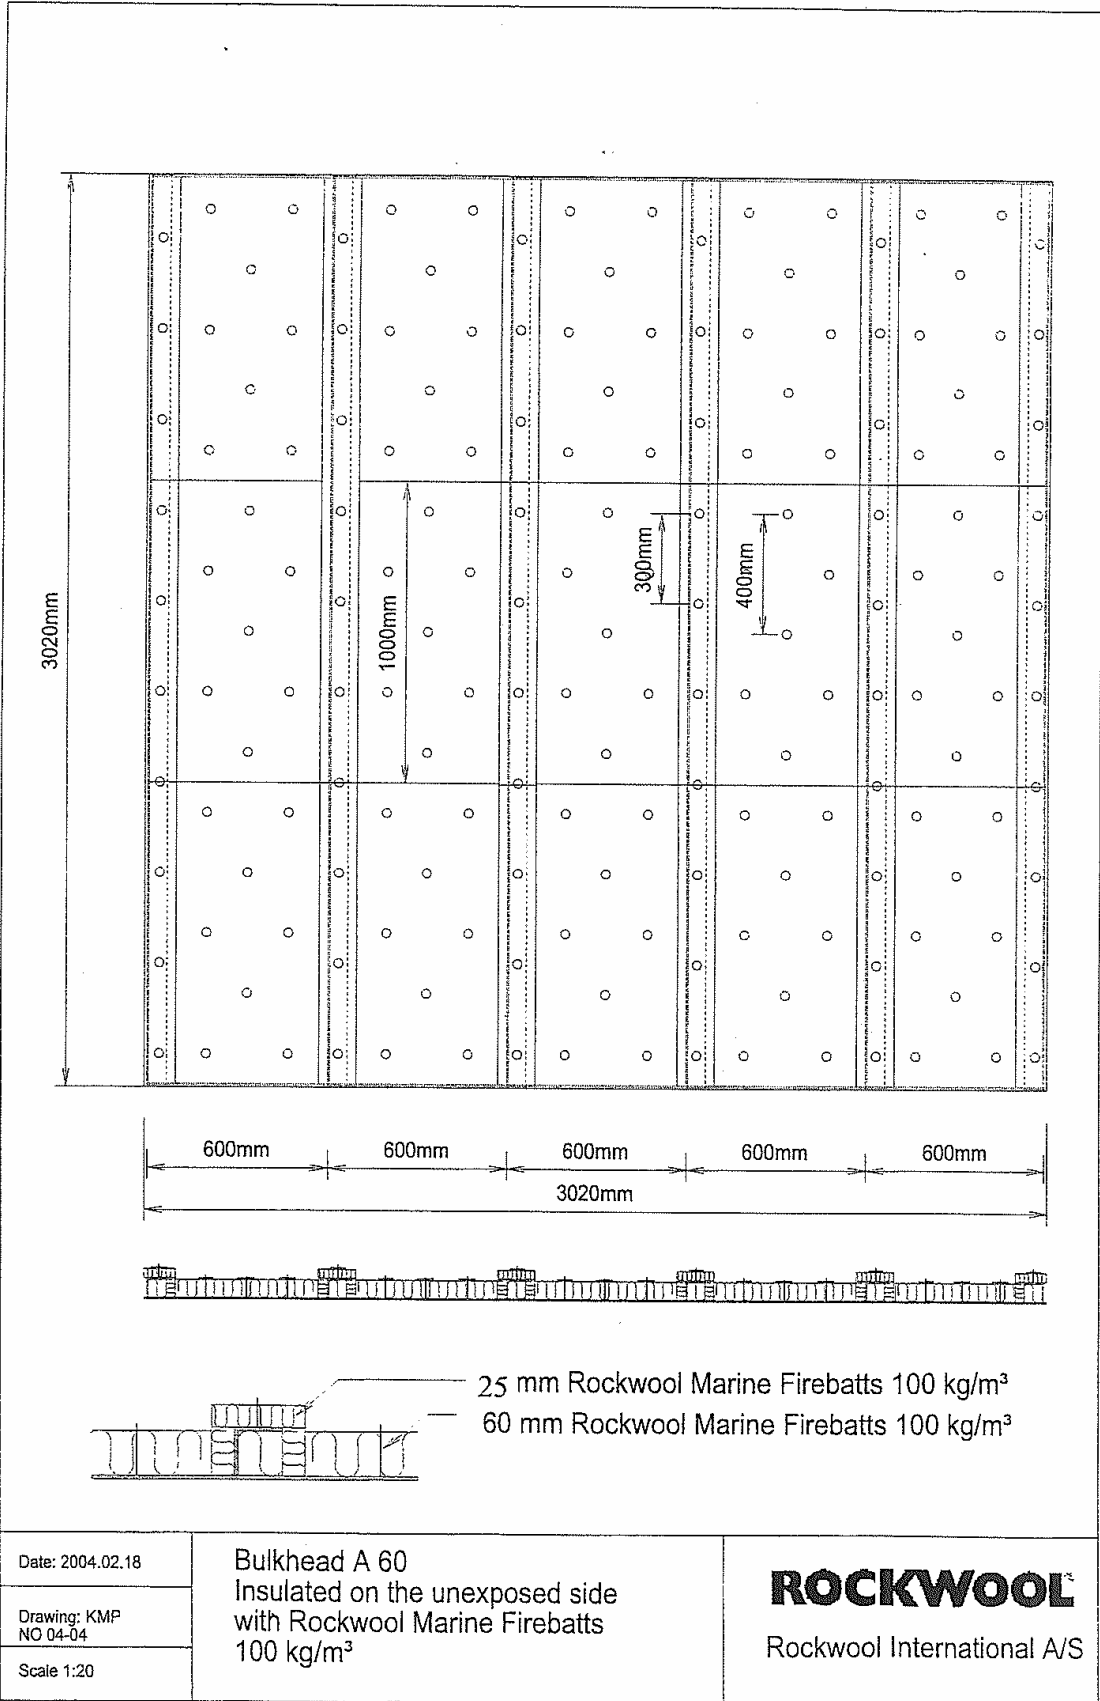 3020mm
1000mm
300mm
400mm
600mm
600mm
600mm
600mm
600mm
3020mm
25 mm Rockwool Marine Firebatts 100 kg/m³
60 mm Rockwool Marine Firebatts 100 kg/m³
Date: 2004.02.18
Drawing: KMP
NO 04-04
Scale 1:20
Bulkhead A 60
Insulated on the unexposed side
with Rockwool Marine Firebatts
100 kg/m³
ROCKWOOL
Rockwool International A/S